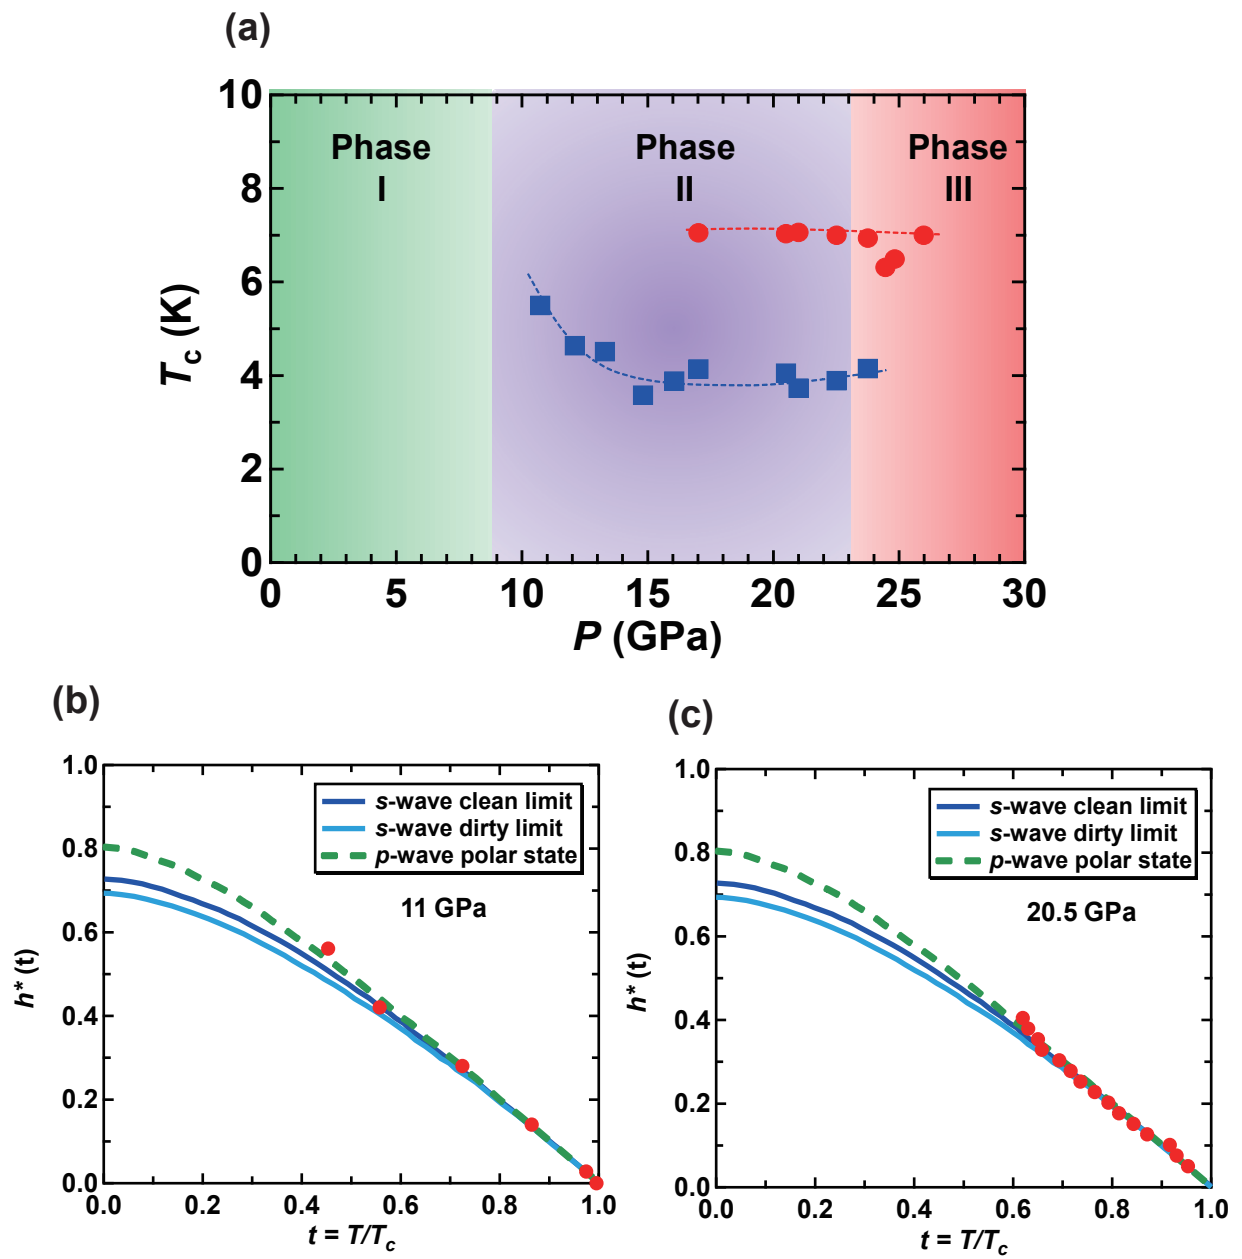 (a)
10
8
6
4
2
0
T_c (K)
Phase
I
Phase
II
Phase
III
0 5 10 15 20 25 30
P (GPa)
(b)
1.0
0.8
0.6
0.4
0.2
0.0
h* (t)
s-wave clean limit
s-wave dirty limit
p-wave polar state
11 GPa
0.0 0.2 0.4 0.6 0.8 1.0
t = T/T_c
(c)
1.0
0.8
0.6
0.4
0.2
0.0
h* (t)
s-wave clean limit
s-wave dirty limit
p-wave polar state
20.5 GPa
0.0 0.2 0.4 0.6 0.8 1.0
t = T/T_c